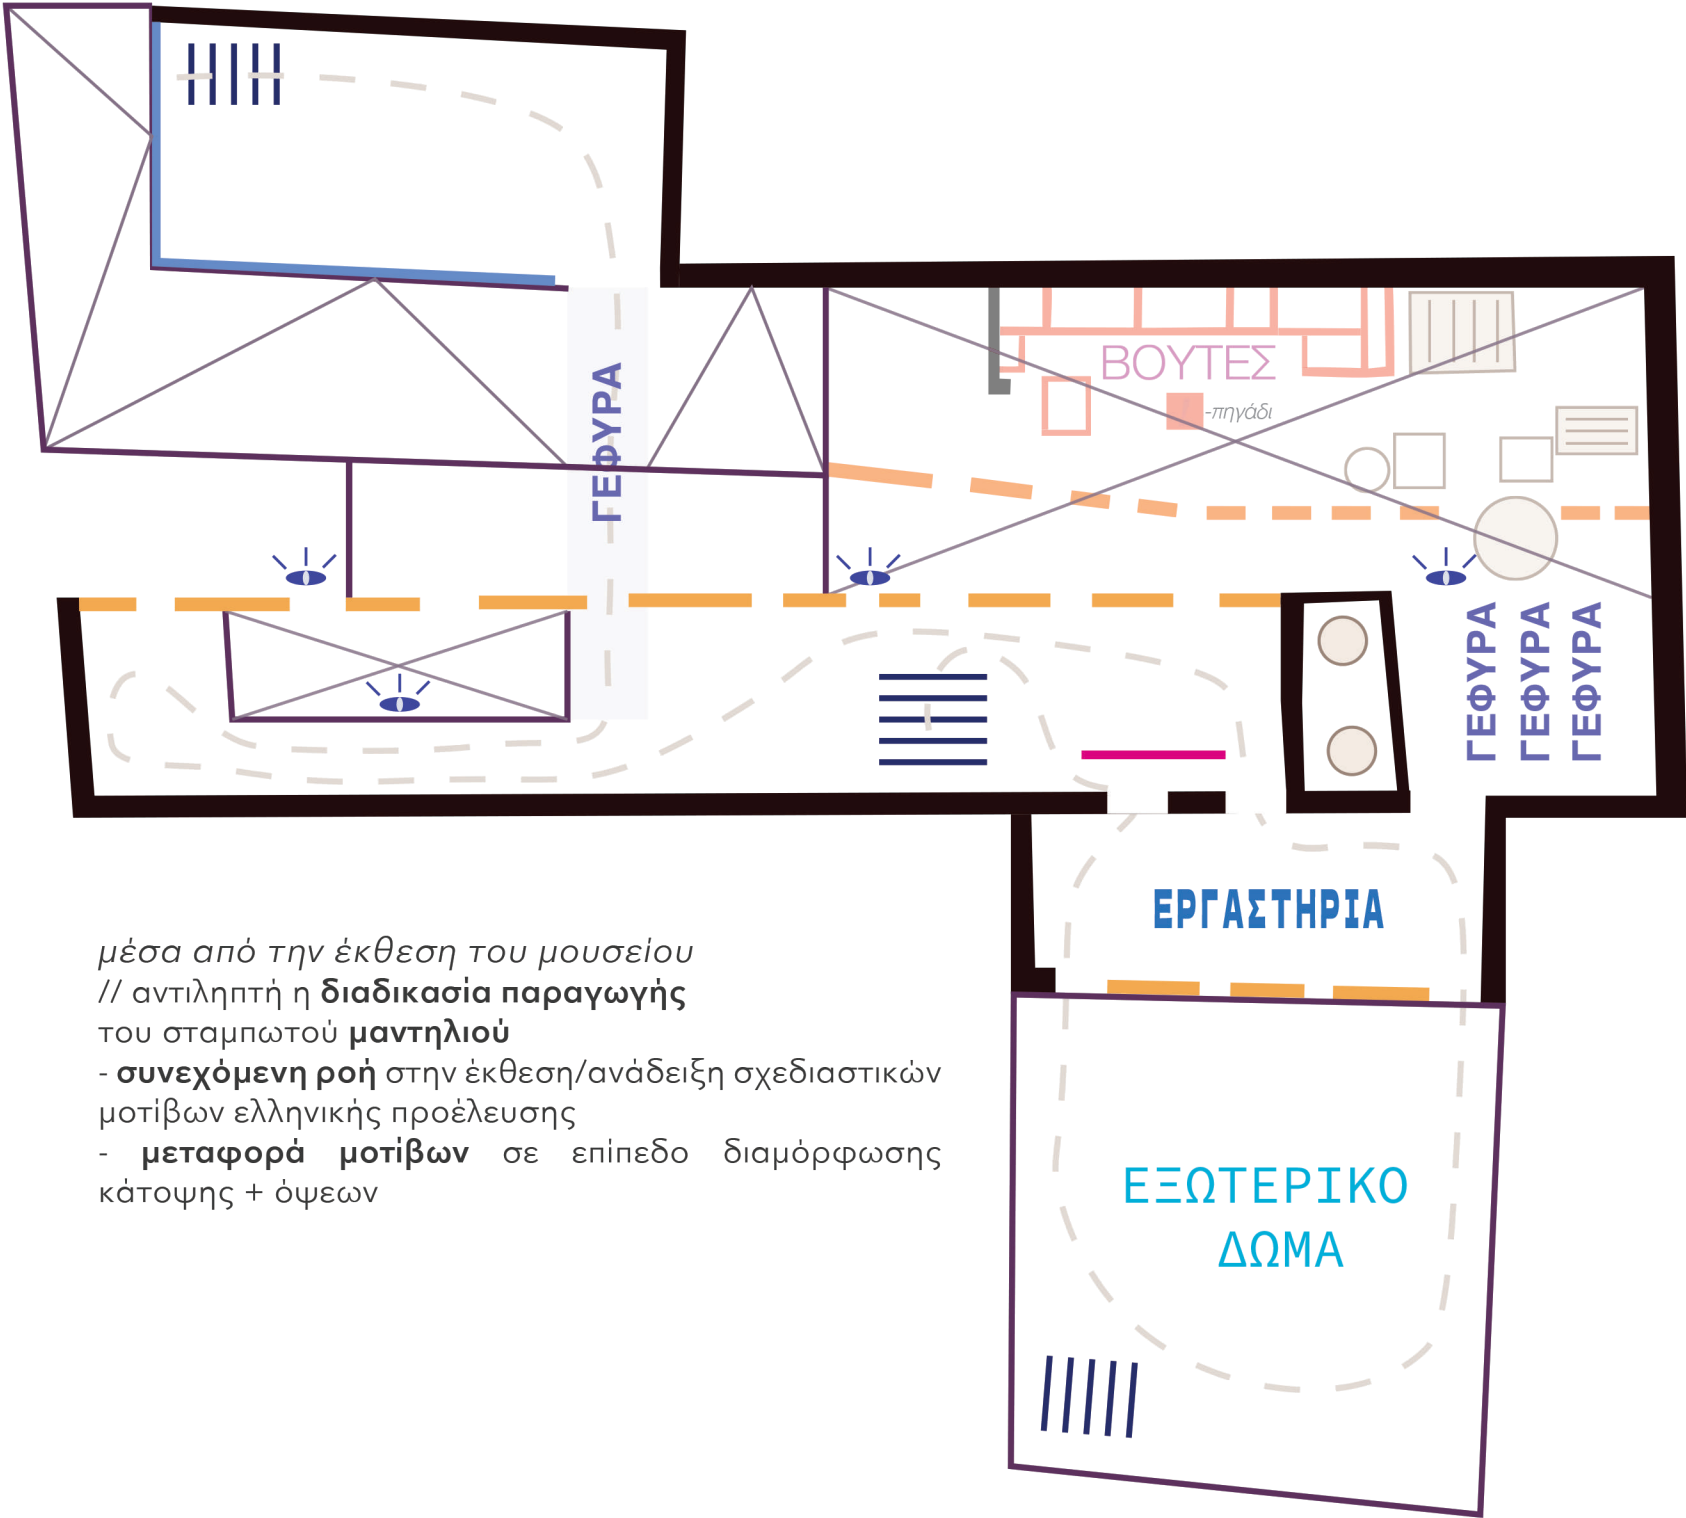 ΒΟΥΤΕΣ
-πηγάδι
ΓΕΦΥΡΑ
ΓΕΦΥΡΑ
ΓΕΦΥΡΑ
ΓΕΦΥΡΑ
ΕΡΓΑΣΤΗΡΙΑ
μέσα από την έκθεση του μουσείου
// αντιληπτή η διαδικασία παραγωγής
του σταμπωτού μαντηλιού
- συνεχόμενη ροή στην έκθεση/ανάδειξη σχεδιαστικών
μοτίβων ελληνικής προέλευσης
- μεταφορά μοτίβων σε επίπεδο διαμόρφωσης
κάτοψης + όψεων
ΕΞΩΤΕΡΙΚΟ
ΔΩΜΑ